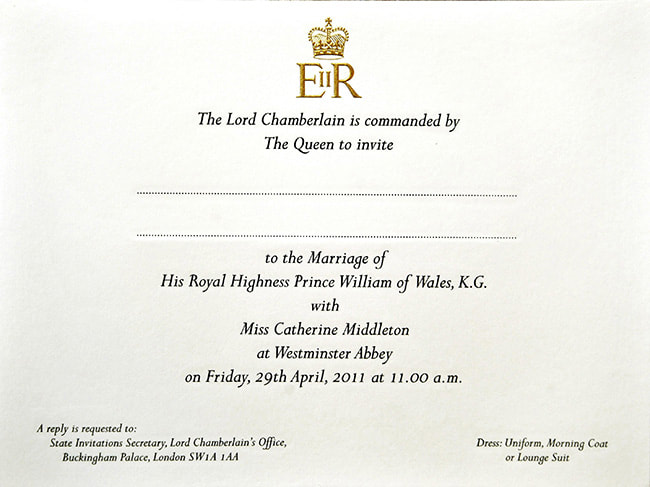 EIIR
The Lord Chamberlain is commanded by
The Queen to invite
to the Marriage of
His Royal Highness Prince William of Wales, K.G.
with
Miss Catherine Middleton
at Westminster Abbey
on Friday, 29th April, 2011 at 11.00 a.m.
A reply is requested to:
State Invitations Secretary, Lord Chamberlain's Office,
Buckingham Palace, London SW1A 1AA
Dress: Uniform, Morning Coat
or Lounge Suit